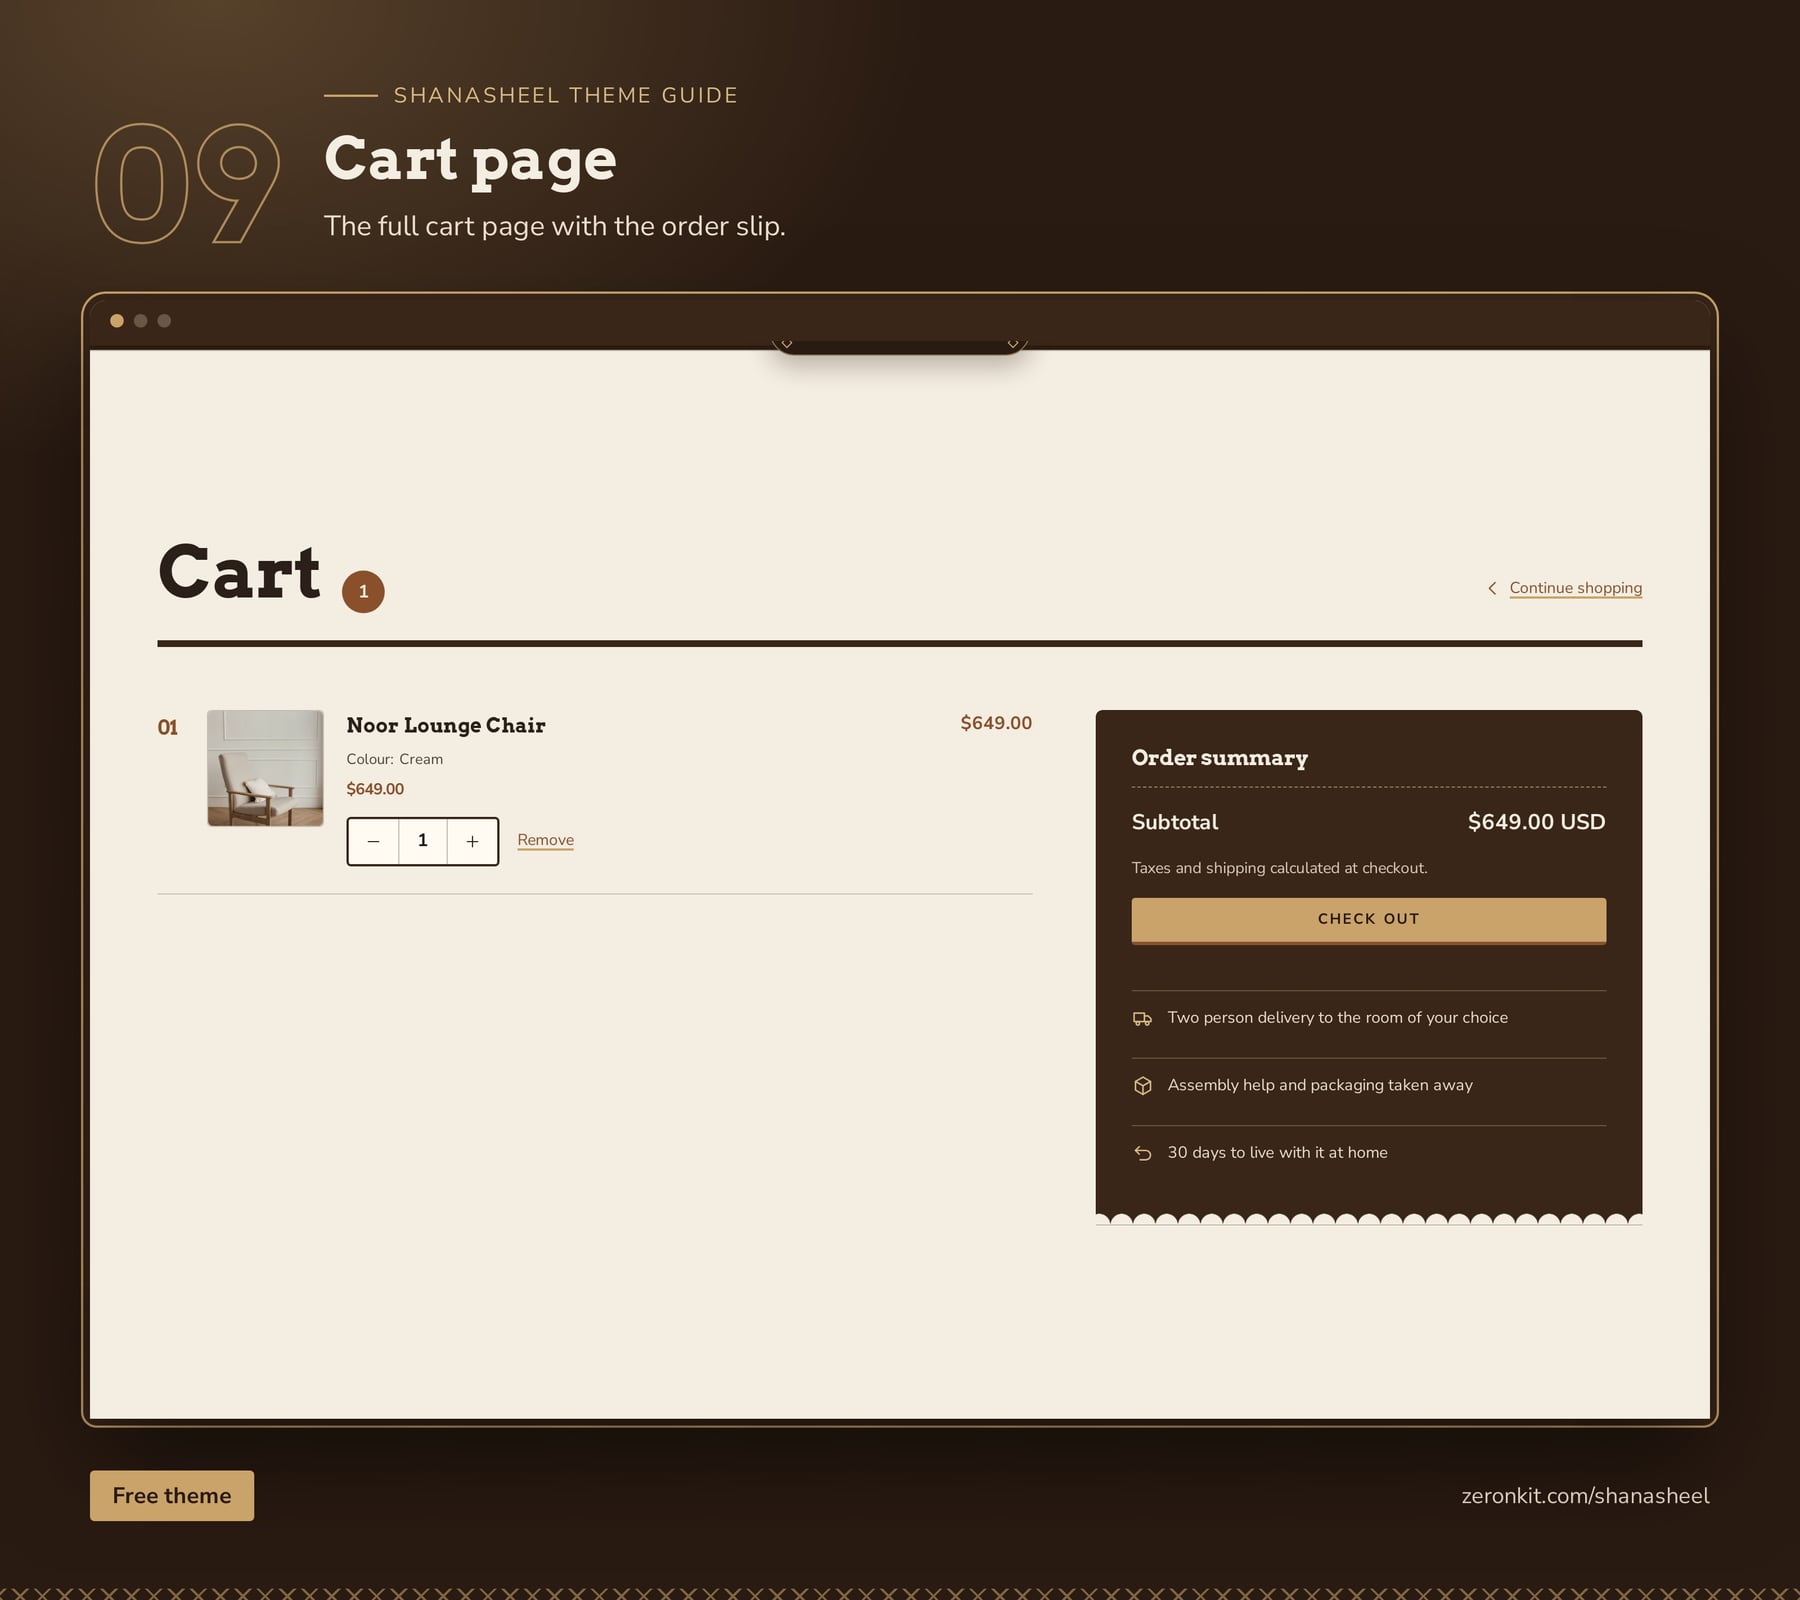 SHANASHEEL THEME GUIDE
09
Cart page
The full cart page with the order slip.
Cart 1
Continue shopping
01
Noor Lounge Chair
$649.00
Colour: Cream
$649.00
− 1 +
Remove
Order summary
Subtotal $649.00 USD
Taxes and shipping calculated at checkout.
CHECK OUT
Two person delivery to the room of your choice
Assembly help and packaging taken away
30 days to live with it at home
Free theme
zeronkit.com/shanasheel